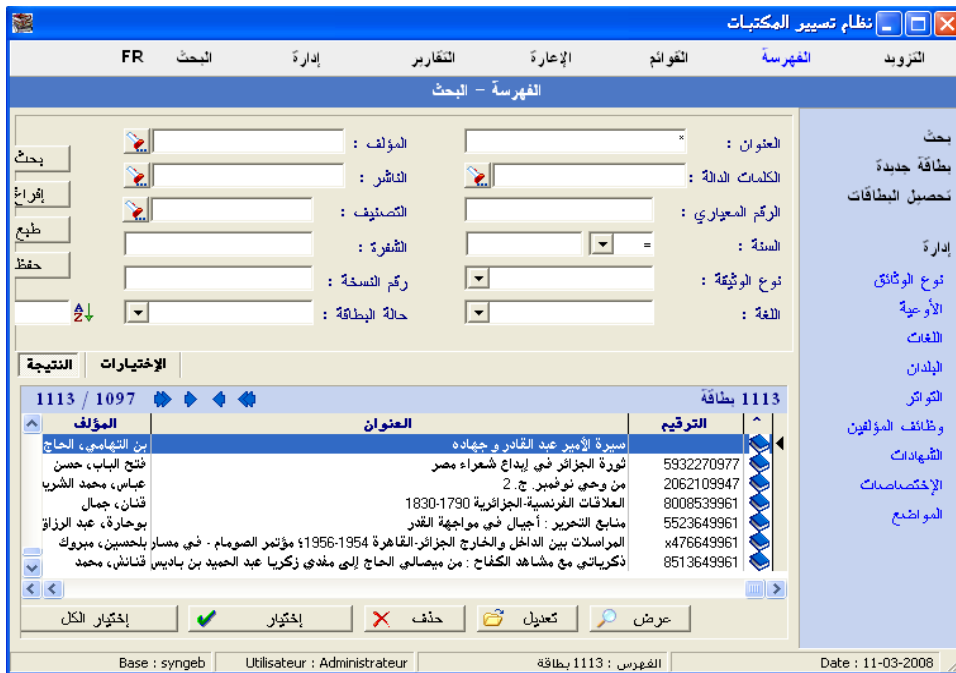 نظام تسيير المكتبات
التزويد الفهرسة القوائم الإعارة التقارير إدارة البحث FR
الفهرسة - البحث
بحث
بطاقة جديدة
تحصيل البطاقات
إدارة
نوع الوثائق
الأوعية
اللغات
البلدان
التواتر
وظائف المؤلفين
الشهادات
الإختصاصات
المواضع
العنوان : * المؤلف :
الكلمات الدالة : الناشر :
الرقم المعياري : التصنيف :
السنة : = الشفرة :
نوع الوثيقة : رقم النسخة :
اللغة : حالة البطاقة :
بحث
إفراغ
طبع
حفظ
الإختيارات النتيجة
1113 بطاقة 1097 / 1113
الترقيم العنوان المؤلف
سيرة الأمير عبد القادر و جهاده بن التهامي، الحاج
5932270977 ثورة الجزائر في إبداع شعراء مصر فتح الباب، حسن
2062109947 من وحي نوفمبر. ج. 2 عباس، محمد الشري
8008539961 العلاقات الفرنسية-الجزائرية 1790-1830 قنان، جمال
5523649961 منابع التحرير : أجيال في مواجهة القدر بوحارة، عبد الرزاق
x476649961 المراسلات بين الداخل والخارج الجزائر-القاهرة 1954-1956؛ مؤتمر الصومام - في مسار بلحسين، مبروك
8513649961 ذكرياتي مع مشاهد الكفاح : من ميصالي الحاج إلى مفدي زكريا عبد الحميد بن باديس قنانش، محمد
عرض تعديل حذف إختيار إختيار الكل
Date : 11-03-2008 الفهرس : 1113 بطاقة Utilisateur : Administrateur Base : syngeb